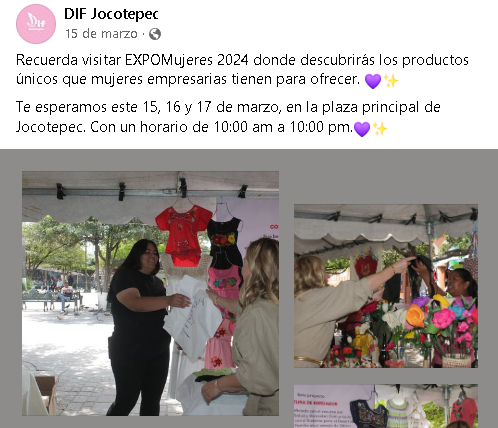 DIF Jocotepec
DIF
15 de marzo ·
Recuerda visitar EXPOMujeres 2024 donde descubrirás los productos
únicos que mujeres empresarias tienen para ofrecer. 💜✨
Te esperamos este 15, 16 y 17 de marzo, en la plaza principal de
Jocotepec. Con un horario de 10:00 am a 10:00 pm.💜✨